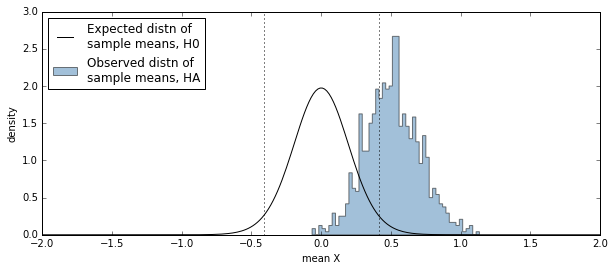 3.0
2.5
2.0
1.5
1.0
0.5
0.0
density
Expected distn of
sample means, H0
Observed distn of
sample means, HA
−2.0 −1.5 −1.0 −0.5 0.0 0.5 1.0 1.5 2.0
mean X